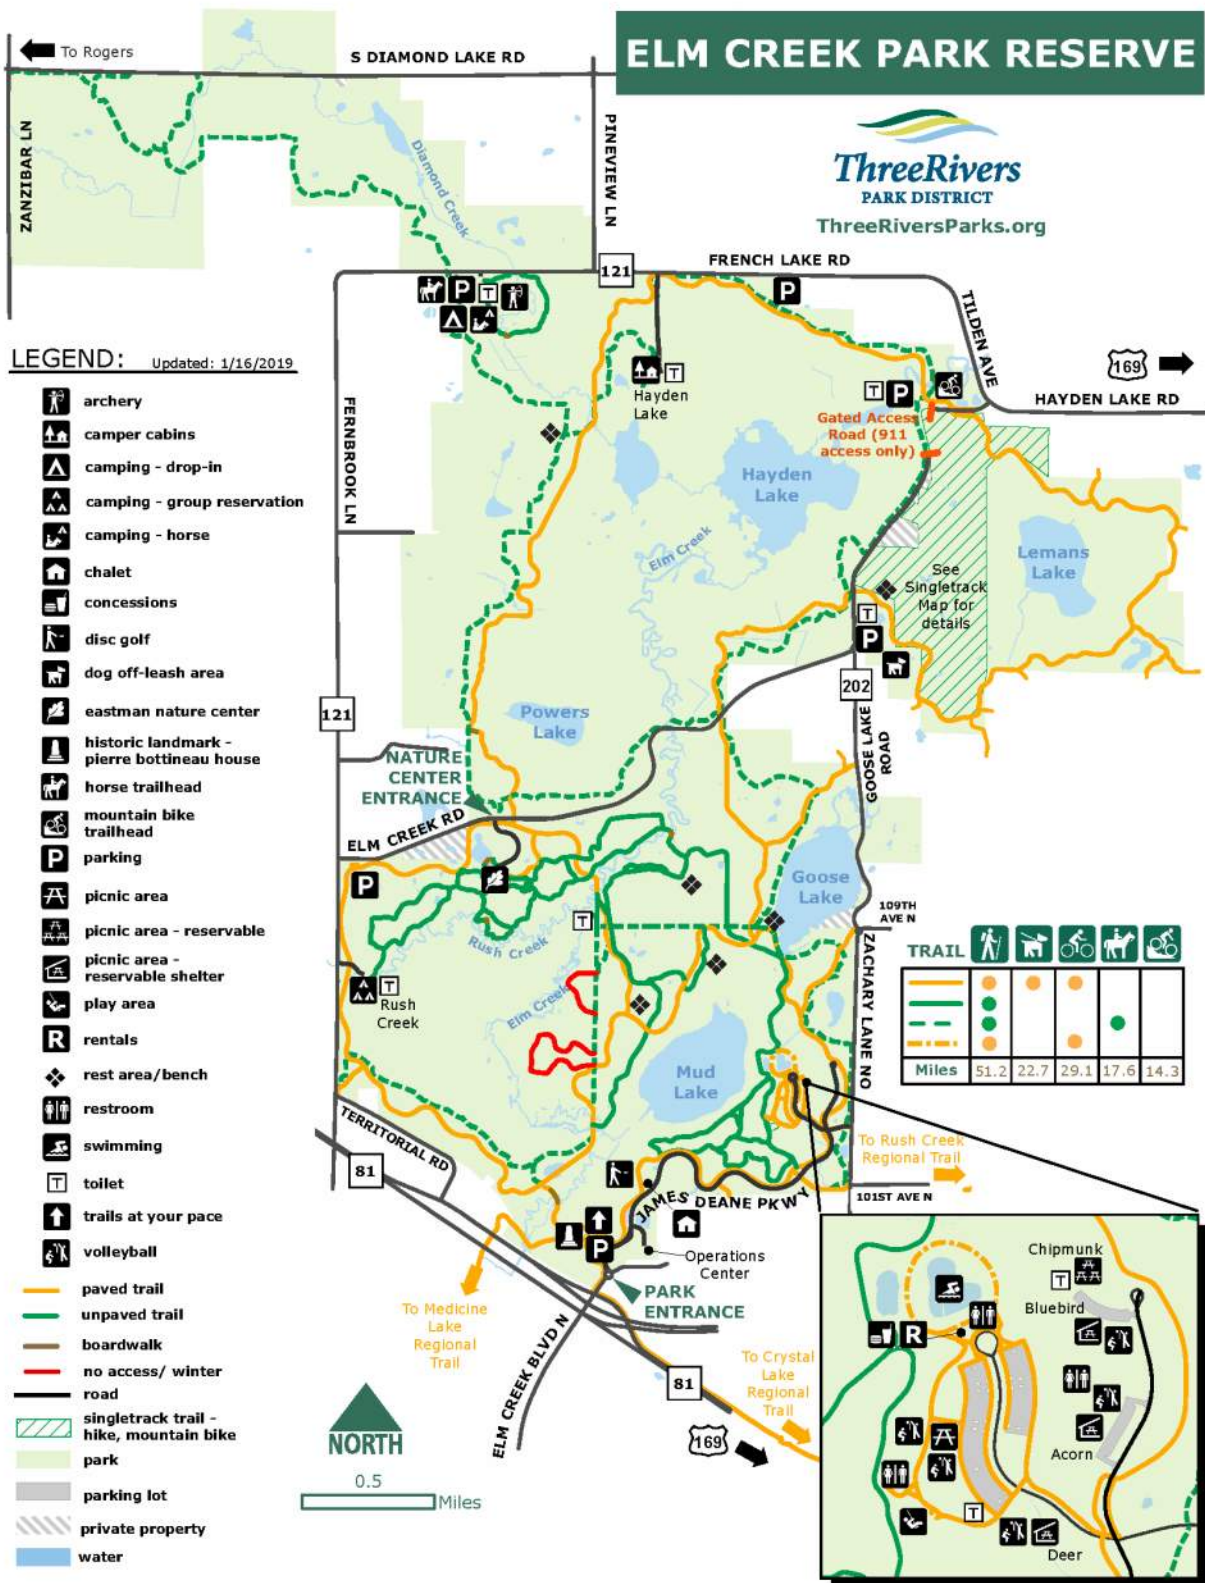 ELM CREEK PARK RESERVE
ThreeRivers
PARK DISTRICT
ThreeRiversParks.org
To Rogers
S DIAMOND LAKE RD
ZANZIBAR LN
PINEVIEW LN
Diamond Creek
121
FRENCH LAKE RD
TILDEN AVE
169
HAYDEN LAKE RD
P
T
P
T
Hayden
Lake
T
P
Gated Access
Road (911
access only)
FERNBROOK LN
Hayden
Lake
Elm Creek
Lemans
Lake
See
Singletrack
Map for
details
T
P
202
GOOSE LAKE
ROAD
121
Powers
Lake
NATURE
CENTER
ENTRANCE
ELM CREEK RD
P
Goose
Lake
109TH
AVE N
T
Rush Creek
ZACHARY LANE NO
T
Rush
Creek
Elm Creek
Mud
Lake
TERRITORIAL RD
81
To Rush Creek
Regional Trail
101ST AVE N
JAMES DEANE PKWY
P
Operations
Center
PARK
ENTRANCE
To Medicine
Lake
Regional
Trail
ELM CREEK BLVD N
81
To Crystal
Lake
Regional
Trail
169
NORTH
0.5
Miles
LEGEND: Updated: 1/16/2019
archery
camper cabins
camping - drop-in
camping - group reservation
camping - horse
chalet
concessions
disc golf
dog off-leash area
eastman nature center
historic landmark -
pierre bottineau house
horse trailhead
mountain bike
trailhead
P parking
picnic area
picnic area - reservable
picnic area -
reservable shelter
play area
R rentals
rest area/bench
restroom
swimming
T toilet
trails at your pace
volleyball
paved trail
unpaved trail
boardwalk
no access/ winter
road
singletrack trail -
hike, mountain bike
park
parking lot
private property
water
TRAIL
Miles 51.2 22.7 29.1 17.6 14.3
Chipmunk
T
Bluebird
R
Acorn
T
Deer